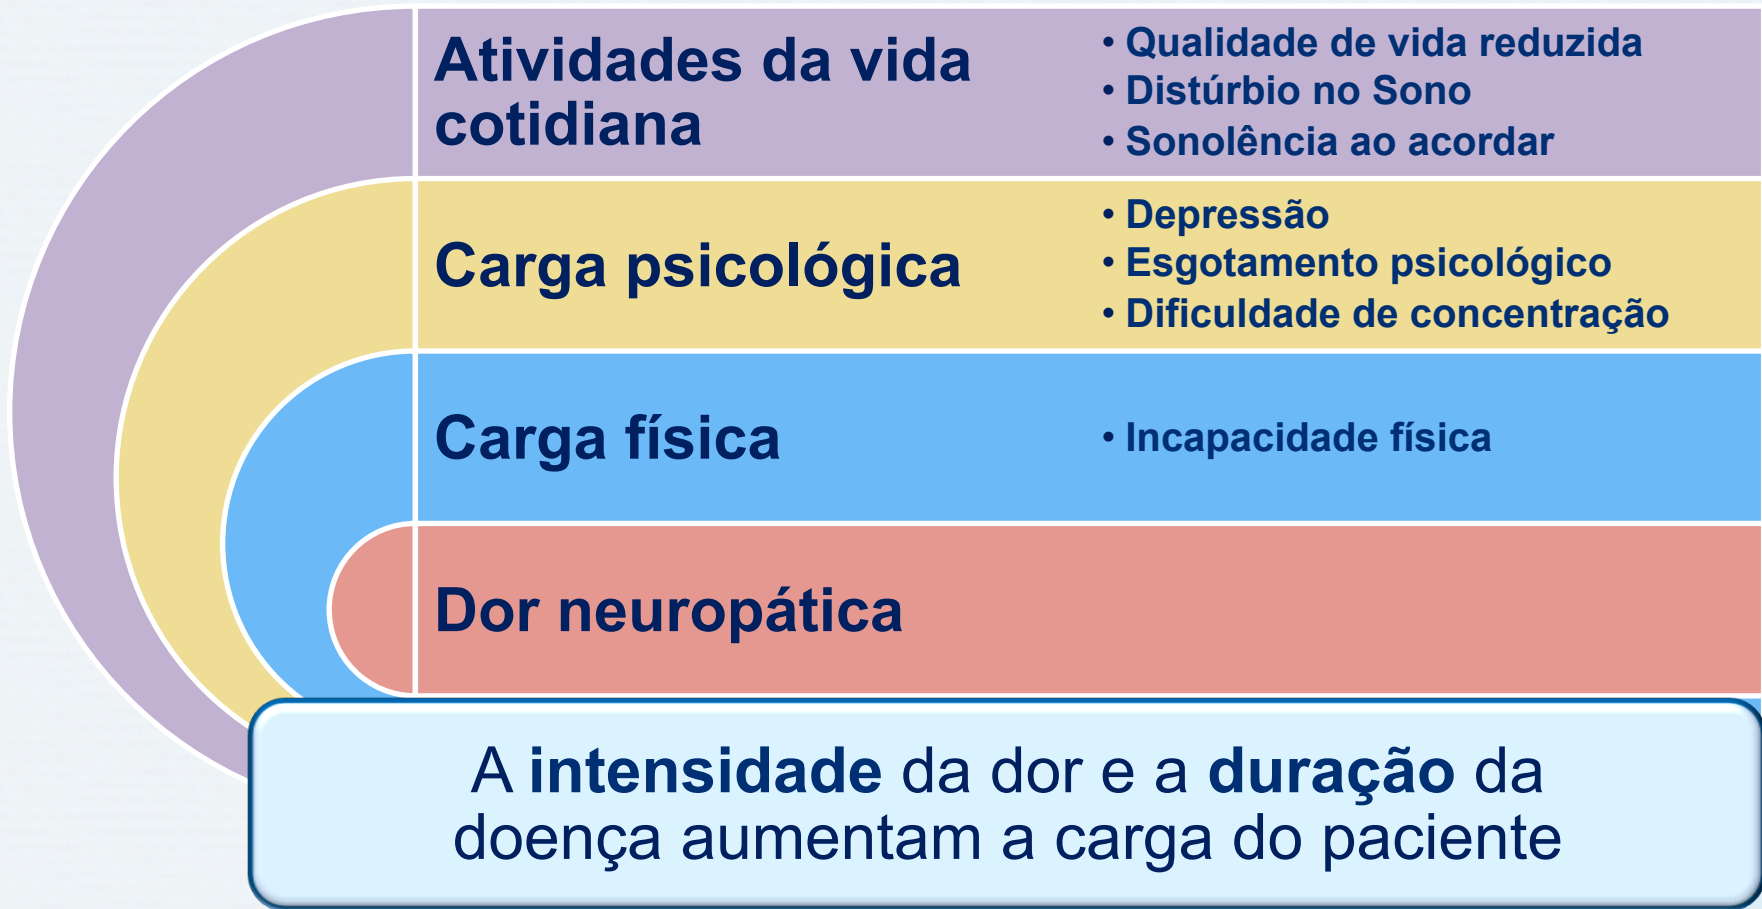 Atividades da vida
cotidiana
• Qualidade de vida reduzida
• Distúrbio no Sono
• Sonolência ao acordar
Carga psicológica
• Depressão
• Esgotamento psicológico
• Dificuldade de concentração
Carga física
• Incapacidade física
Dor neuropática
A intensidade da dor e a duração da
doença aumentam a carga do paciente